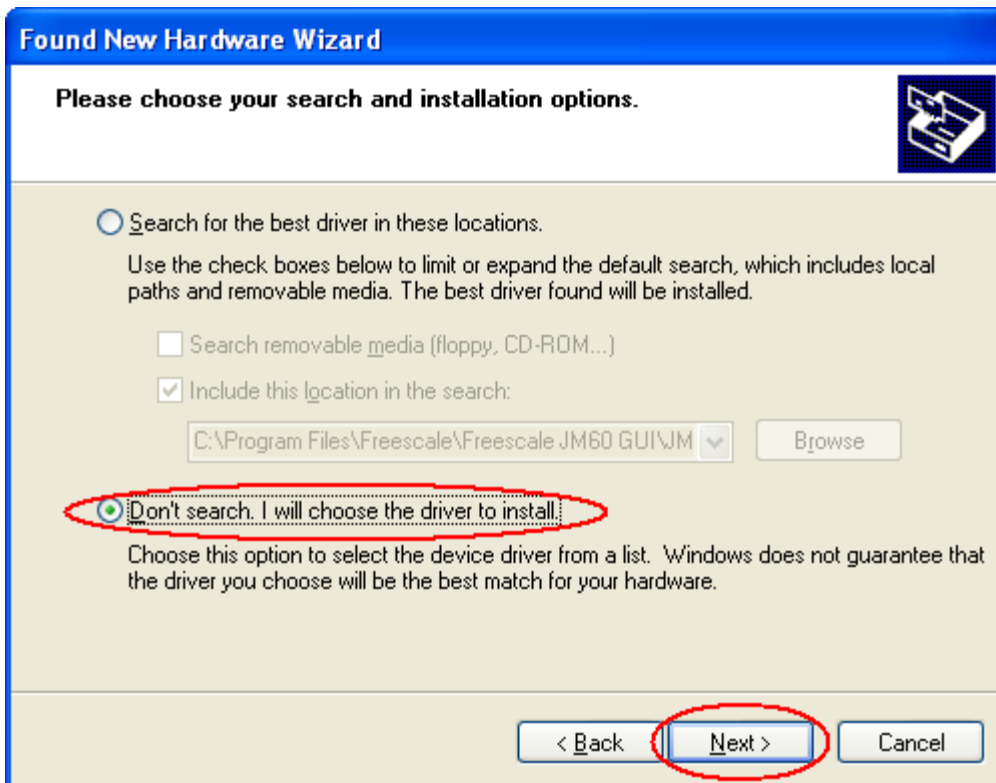 Found New Hardware Wizard
Please choose your search and installation options.
Search for the best driver in these locations.
Use the check boxes below to limit or expand the default search, which includes local
paths and removable media. The best driver found will be installed.
Search removable media (floppy, CD-ROM...)
Include this location in the search:
C:\Program Files\Freescale\Freescale JM60 GUI\JM
Browse
Don't search. I will choose the driver to install.
Choose this option to select the device driver from a list. Windows does not guarantee that
the driver you choose will be the best match for your hardware.
< Back
Next >
Cancel